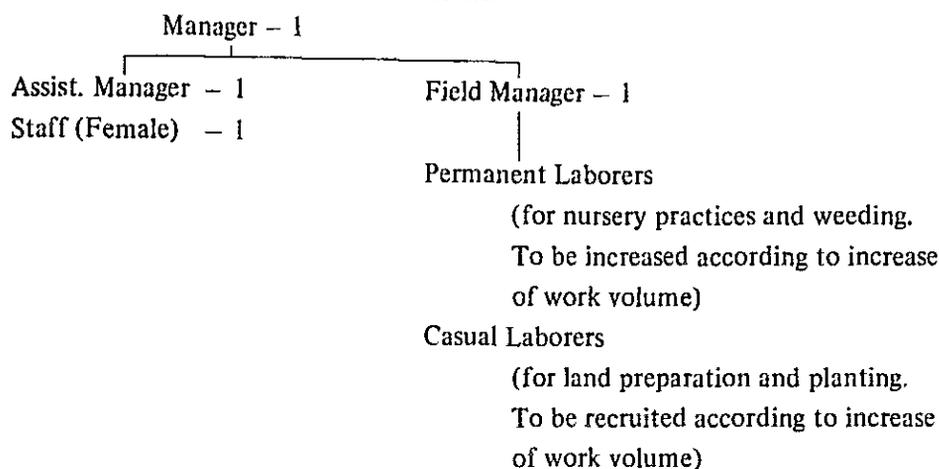 Manager – 1
Assist. Manager – 1
Field Manager – 1
Staff (Female) – 1
Permanent Laborers
(for nursery practices and weeding.
To be increased according to increase
of work volume)
Casual Laborers
(for land preparation and planting.
To be recruited according to increase
of work volume)